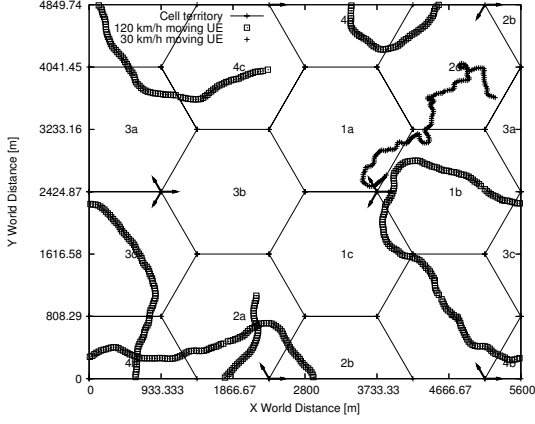 4849.74
4041.45
3233.16
2424.87
1616.58
808.29
0
Y World Distance [m]
0 933.333 1866.67 2800 3733.33 4666.67 5600
X World Distance [m]
Cell territory
120 km/h moving UE
30 km/h moving UE
2b
4c
3a
1a
3a
3b
1b
1c
3c
2a
2b